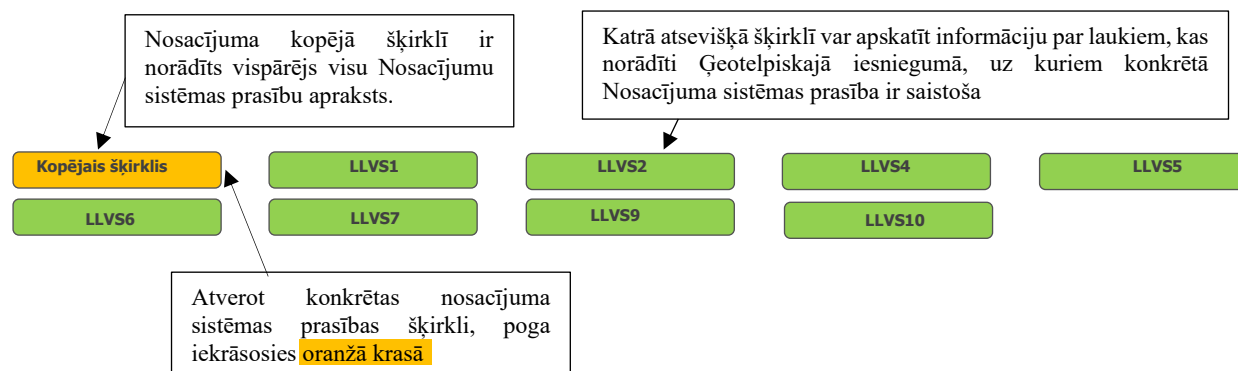 Nosacījuma kopējā šķirklī ir
norādīts vispārējs visu Nosacījumu
sistēmas prasību apraksts.
Katrā atsevišķā šķirklī var apskatīt informāciju par laukiem, kas
norādīti Ģeotelpiskajā iesniegumā, uz kuriem konkrētā
Nosacījuma sistēmas prasība ir saistoša
Kopējais šķirklis
LLVS1
LLVS2
LLVS4
LLVS5
LLVS6
LLVS7
LLVS9
LLVS10
Atverot konkrētas nosacījuma
sistēmas prasības šķirkli, poga
iekrāsosies oranžā krasā